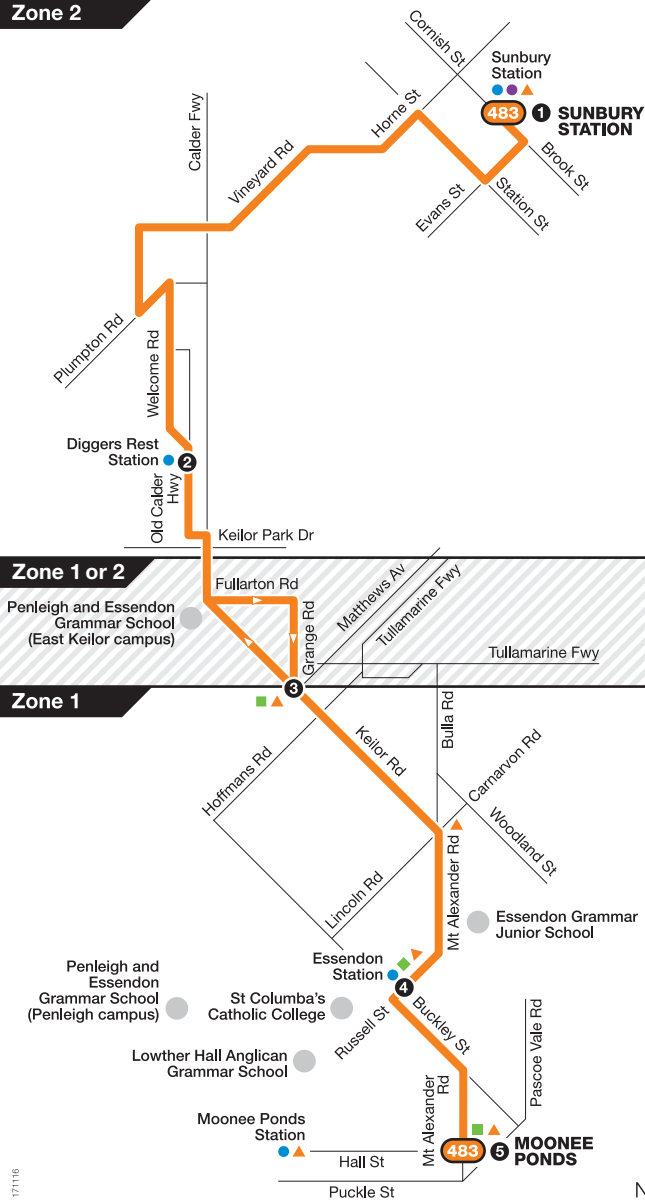 Zone 2
Cornish St
Sunbury
Station
483
1
SUNBURY
STATION
Calder Fwy
Horne St
Brook St
Vineyard Rd
Evans St
Station St
Plumpton Rd
Welcome Rd
Diggers Rest
Station
2
Old Calder
Hwy
Keilor Park Dr
Zone 1 or 2
Fullarton Rd
Matthews Av
Tullamarine Fwy
Penleigh and Essendon
Grammar School
(East Keilor campus)
Grange Rd
Tullamarine Fwy
Zone 1
3
Bulla Rd
Keilor Rd
Hoffmans Rd
Carnarvon Rd
Woodland St
Mt Alexander Rd
Lincoln Rd
Essendon Grammar
Junior School
Essendon
Station
4
Penleigh and
Essendon
Grammar School
(Penleigh campus)
St Columba's
Catholic College
Russell St
Buckley St
Pascoe Vale Rd
Lowther Hall Anglican
Grammar School
Mt Alexander
Rd
Moonee Ponds
Station
483
5
MOONEE
PONDS
Hall St
Puckle St
171116
N